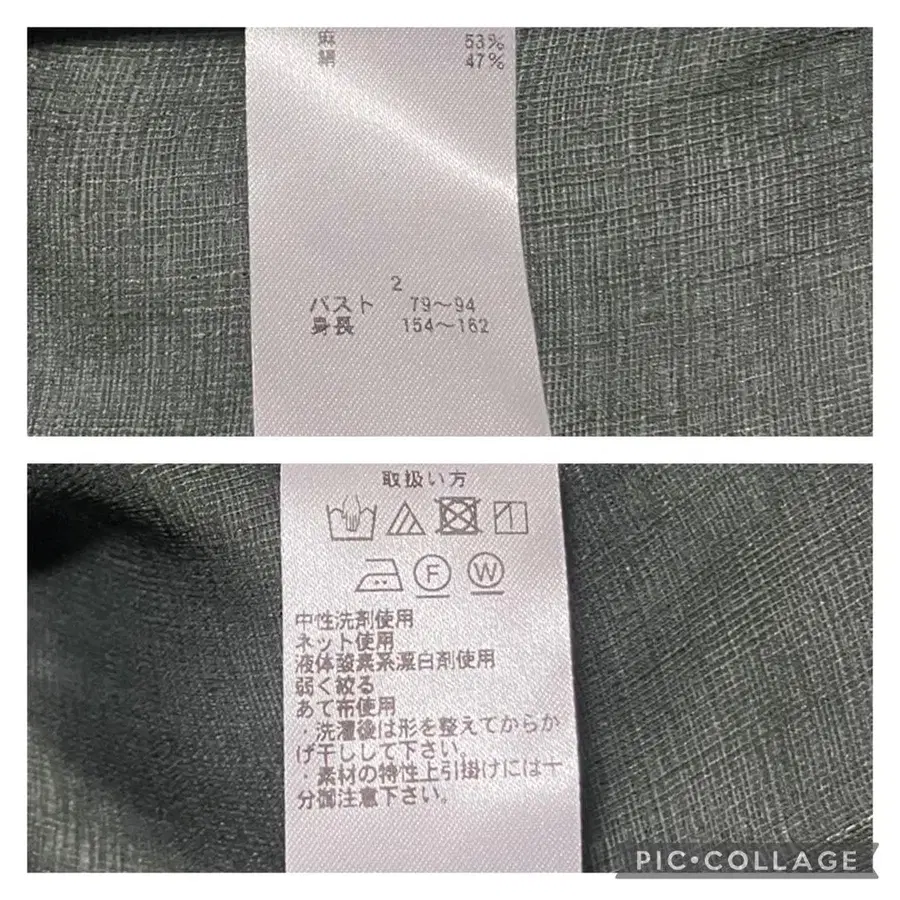 麻 53%
絹 47%
2
バスト 79〜94
身長 154〜162
取扱い方
F W
中性洗剤使用
ネット使用
液体酸素系漂白剤使用
弱く絞る
あて布使用
・洗濯後は形を整えてからか
げ干しして下さい。
・素材の特性上引掛けには十
分御注意下さい。
PIC•COLLAGE